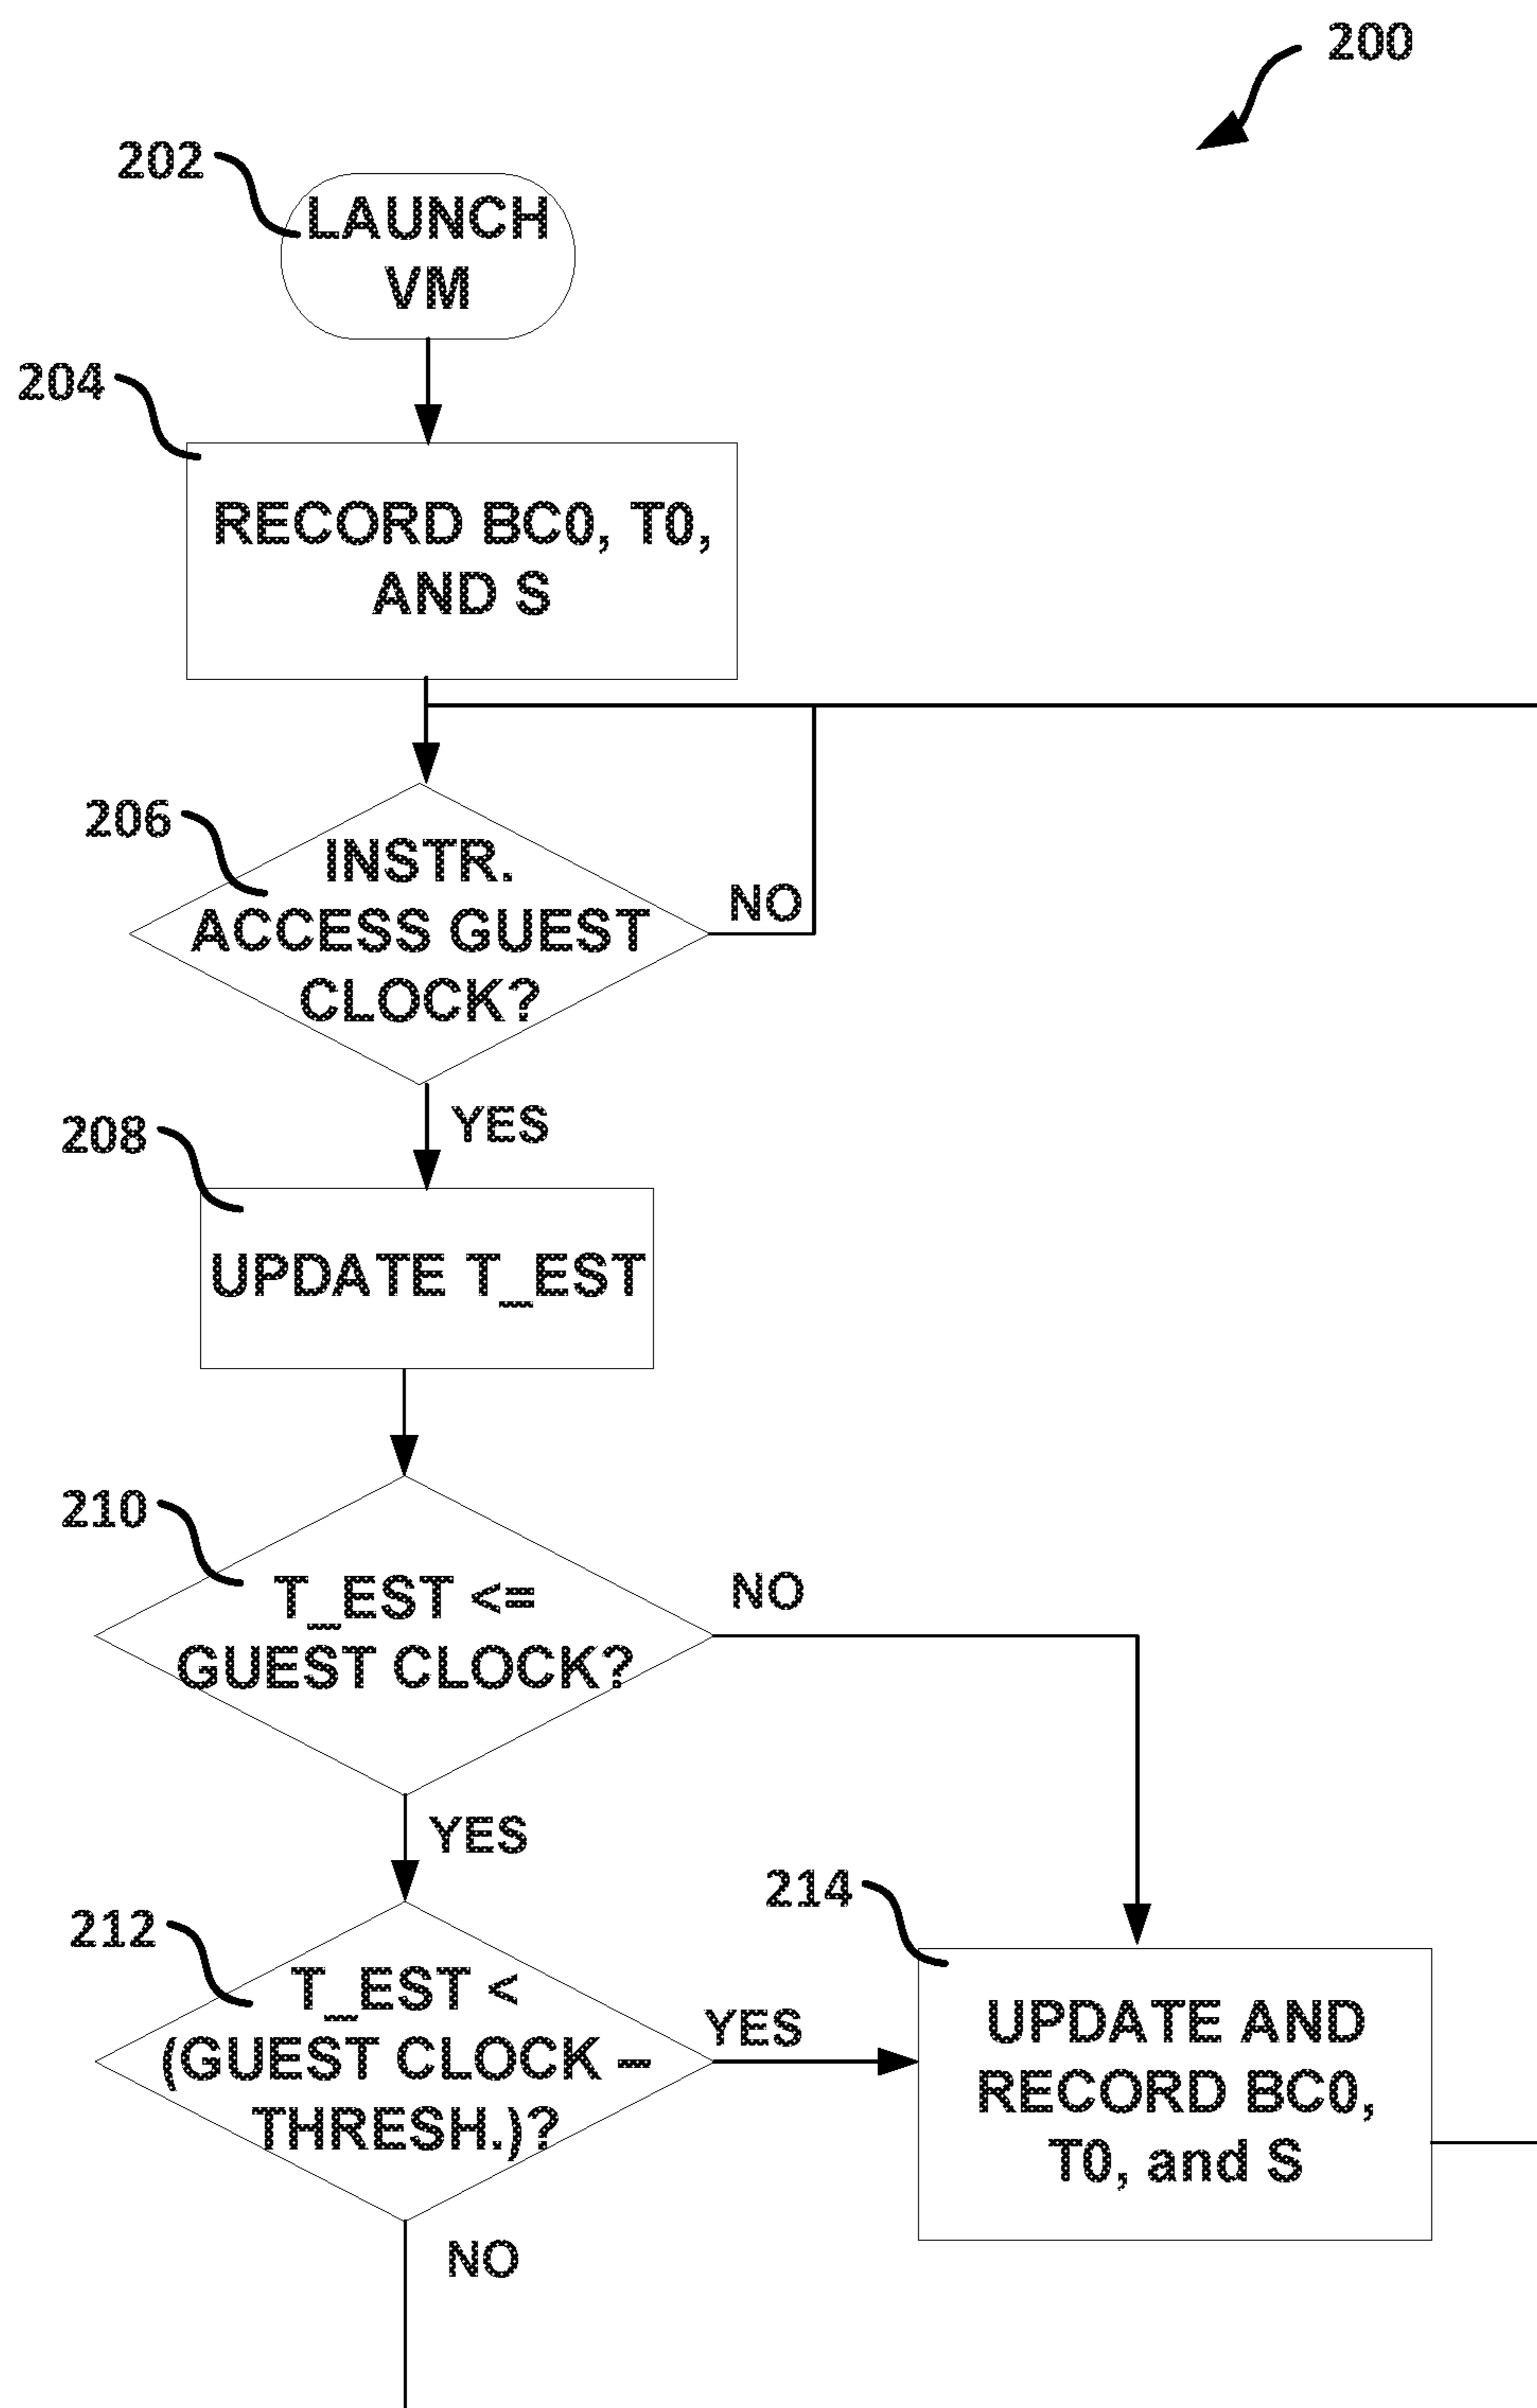 200
202
LAUNCH
VM
204
RECORD BC0, T0,
AND S
206
INSTR.
ACCESS GUEST
CLOCK?
NO
YES
208
UPDATE T_EST
210
T_EST <=
GUEST CLOCK?
NO
YES
212
T_EST <
(GUEST CLOCK –
THRESH.)?
YES
NO
214
UPDATE AND
RECORD BC0,
T0, and S